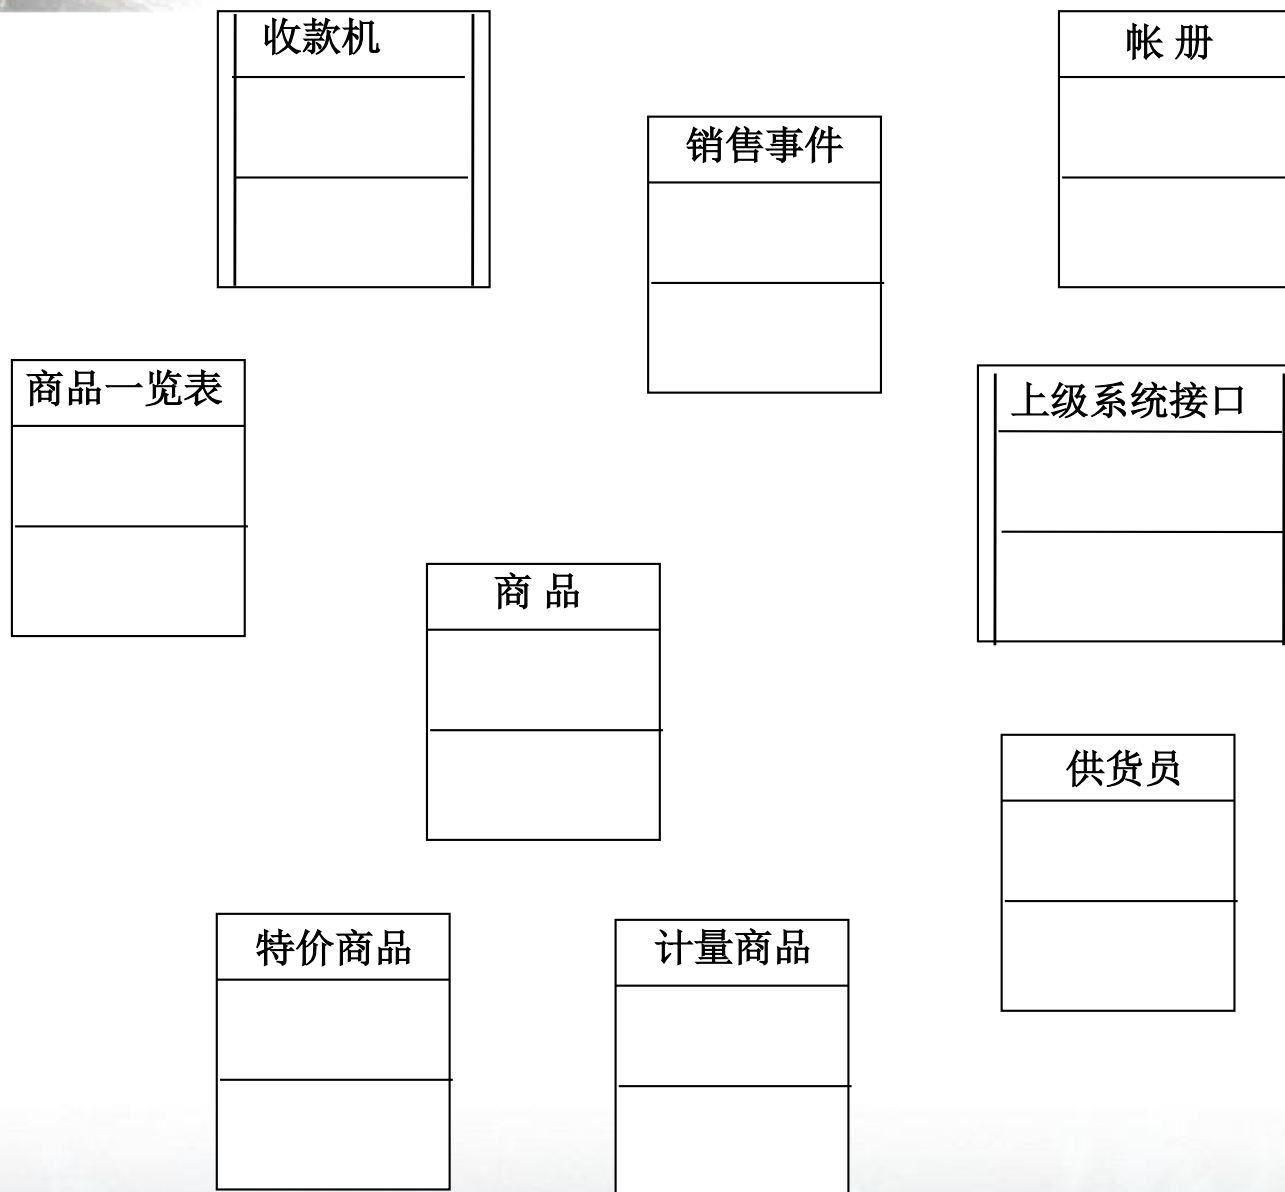 收款机
帐 册
销售事件
商品一览表
上级系统接口
商 品
供货员
特价商品
计量商品